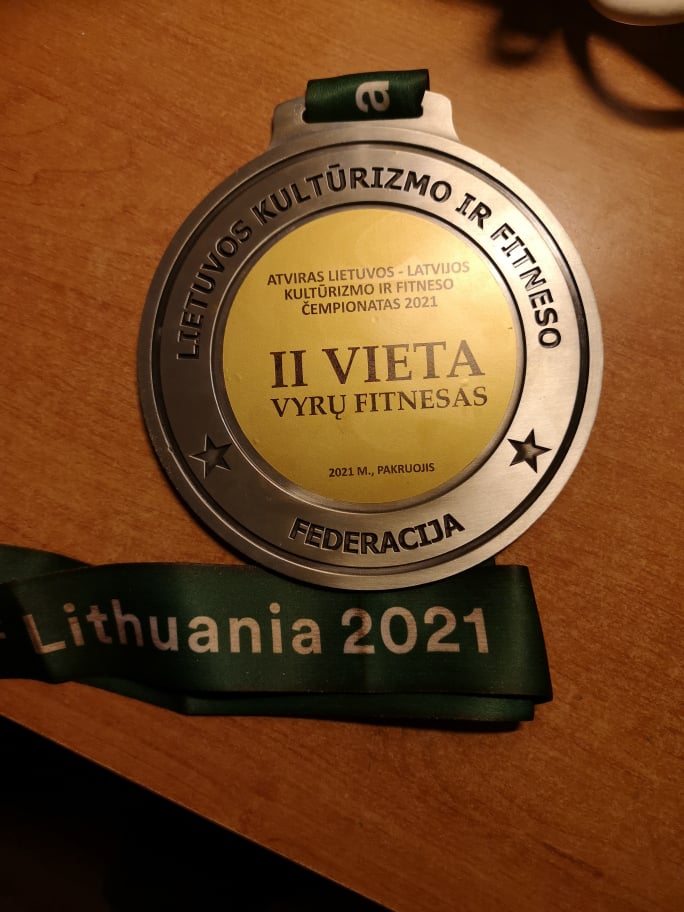 a
LIETUVOS KULTŪRIZMO IR FITNESO
ATVIRAS LIETUVOS - LATVIJOS
KULTŪRIZMO IR FITNESO
ČEMPIONATAS 2021
II VIETA
VYRŲ FITNESAS
2021 M., PAKRUOJIS
FEDERACIJA
Lithuania 2021